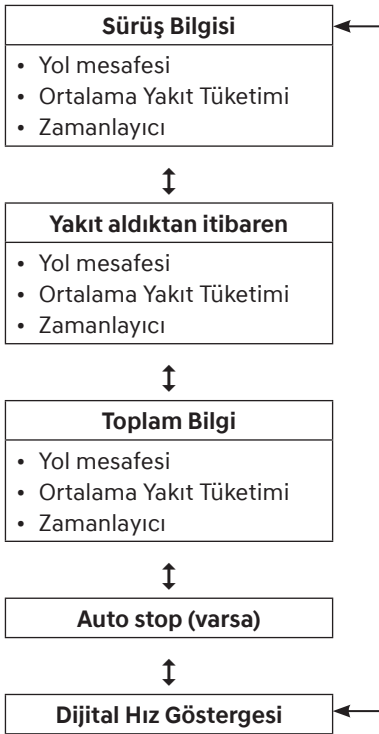 Sürüş Bilgisi
• Yol mesafesi
• Ortalama Yakıt Tüketimi
• Zamanlayıcı
Yakıt aldıktan itibaren
• Yol mesafesi
• Ortalama Yakıt Tüketimi
• Zamanlayıcı
Toplam Bilgi
• Yol mesafesi
• Ortalama Yakıt Tüketimi
• Zamanlayıcı
Auto stop (varsa)
Dijital Hız Göstergesi